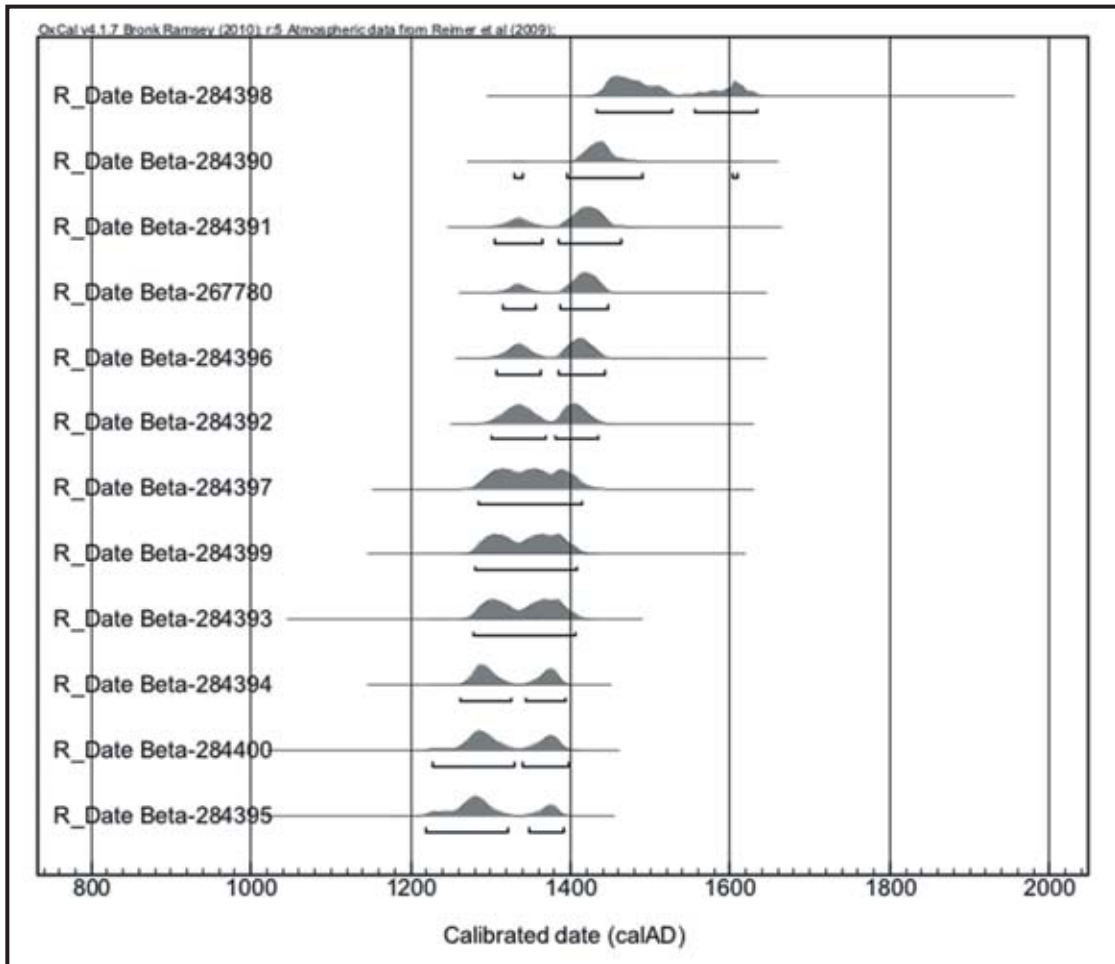 OxCal v4.1.7 Bronk Ramsey (2010); r:5 Atmospheric data from Reimer et al (2009);
R_Date Beta-284398
R_Date Beta-284390
R_Date Beta-284391
R_Date Beta-267780
R_Date Beta-284396
R_Date Beta-284392
R_Date Beta-284397
R_Date Beta-284399
R_Date Beta-284393
R_Date Beta-284394
R_Date Beta-284400
R_Date Beta-284395
800 1000 1200 1400 1600 1800 2000
Calibrated date (calAD)